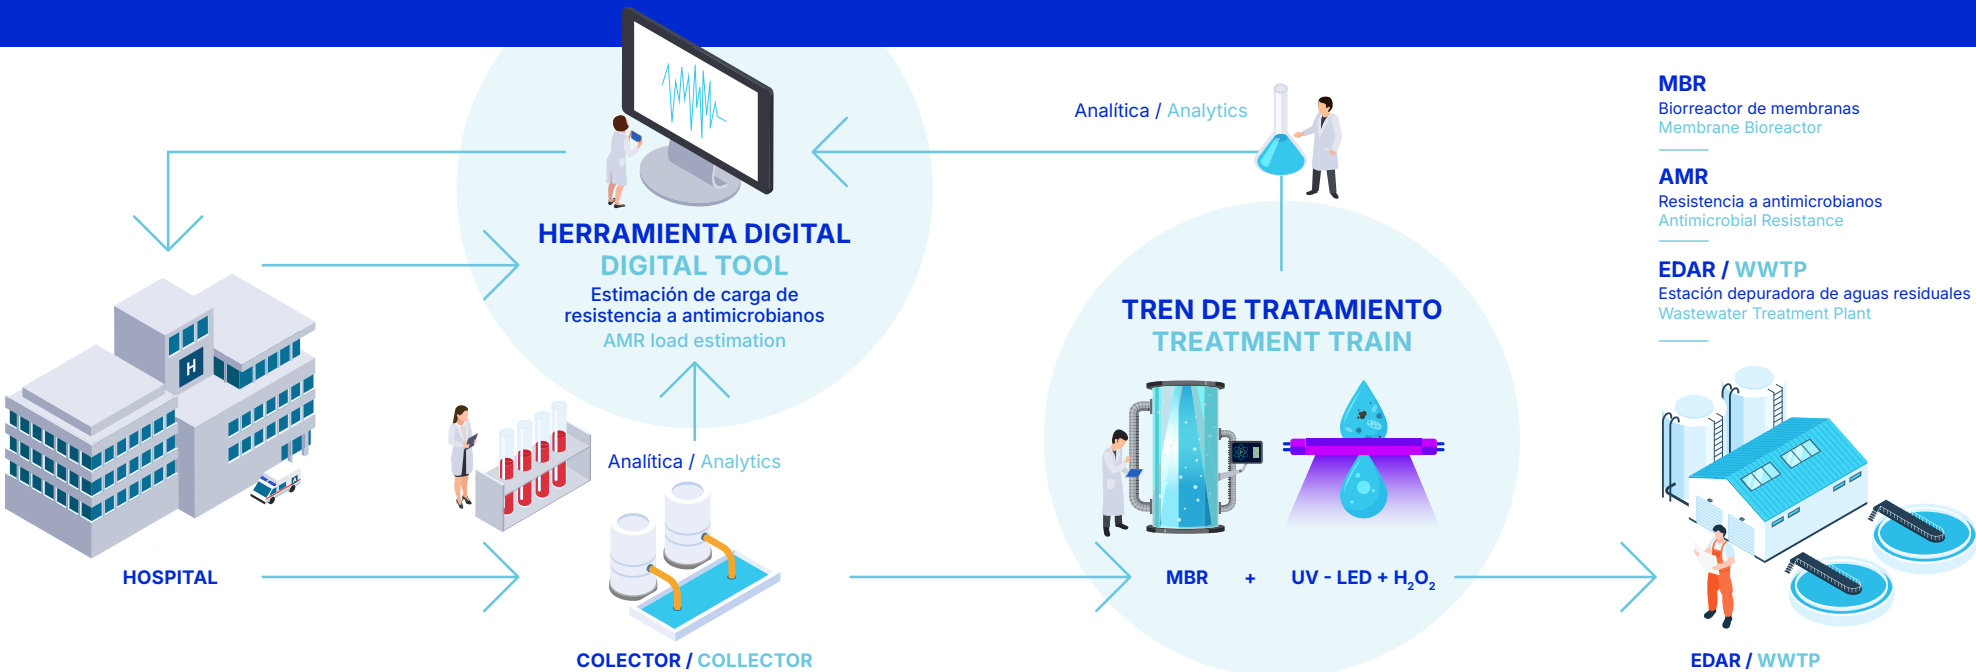 Analítica / Analytics
HERRAMIENTA DIGITAL
DIGITAL TOOL
Estimación de carga de
resistencia a antimicrobianos
AMR load estimation
H
HOSPITAL
Analítica / Analytics
COLECTOR / COLLECTOR
TREN DE TRATAMIENTO
TREATMENT TRAIN
MBR + UV - LED + H₂O₂
MBR
Biorreactor de membranas
Membrane Bioreactor
AMR
Resistencia a antimicrobianos
Antimicrobial Resistance
EDAR / WWTP
Estación depuradora de aguas residuales
Wastewater Treatment Plant
EDAR / WWTP